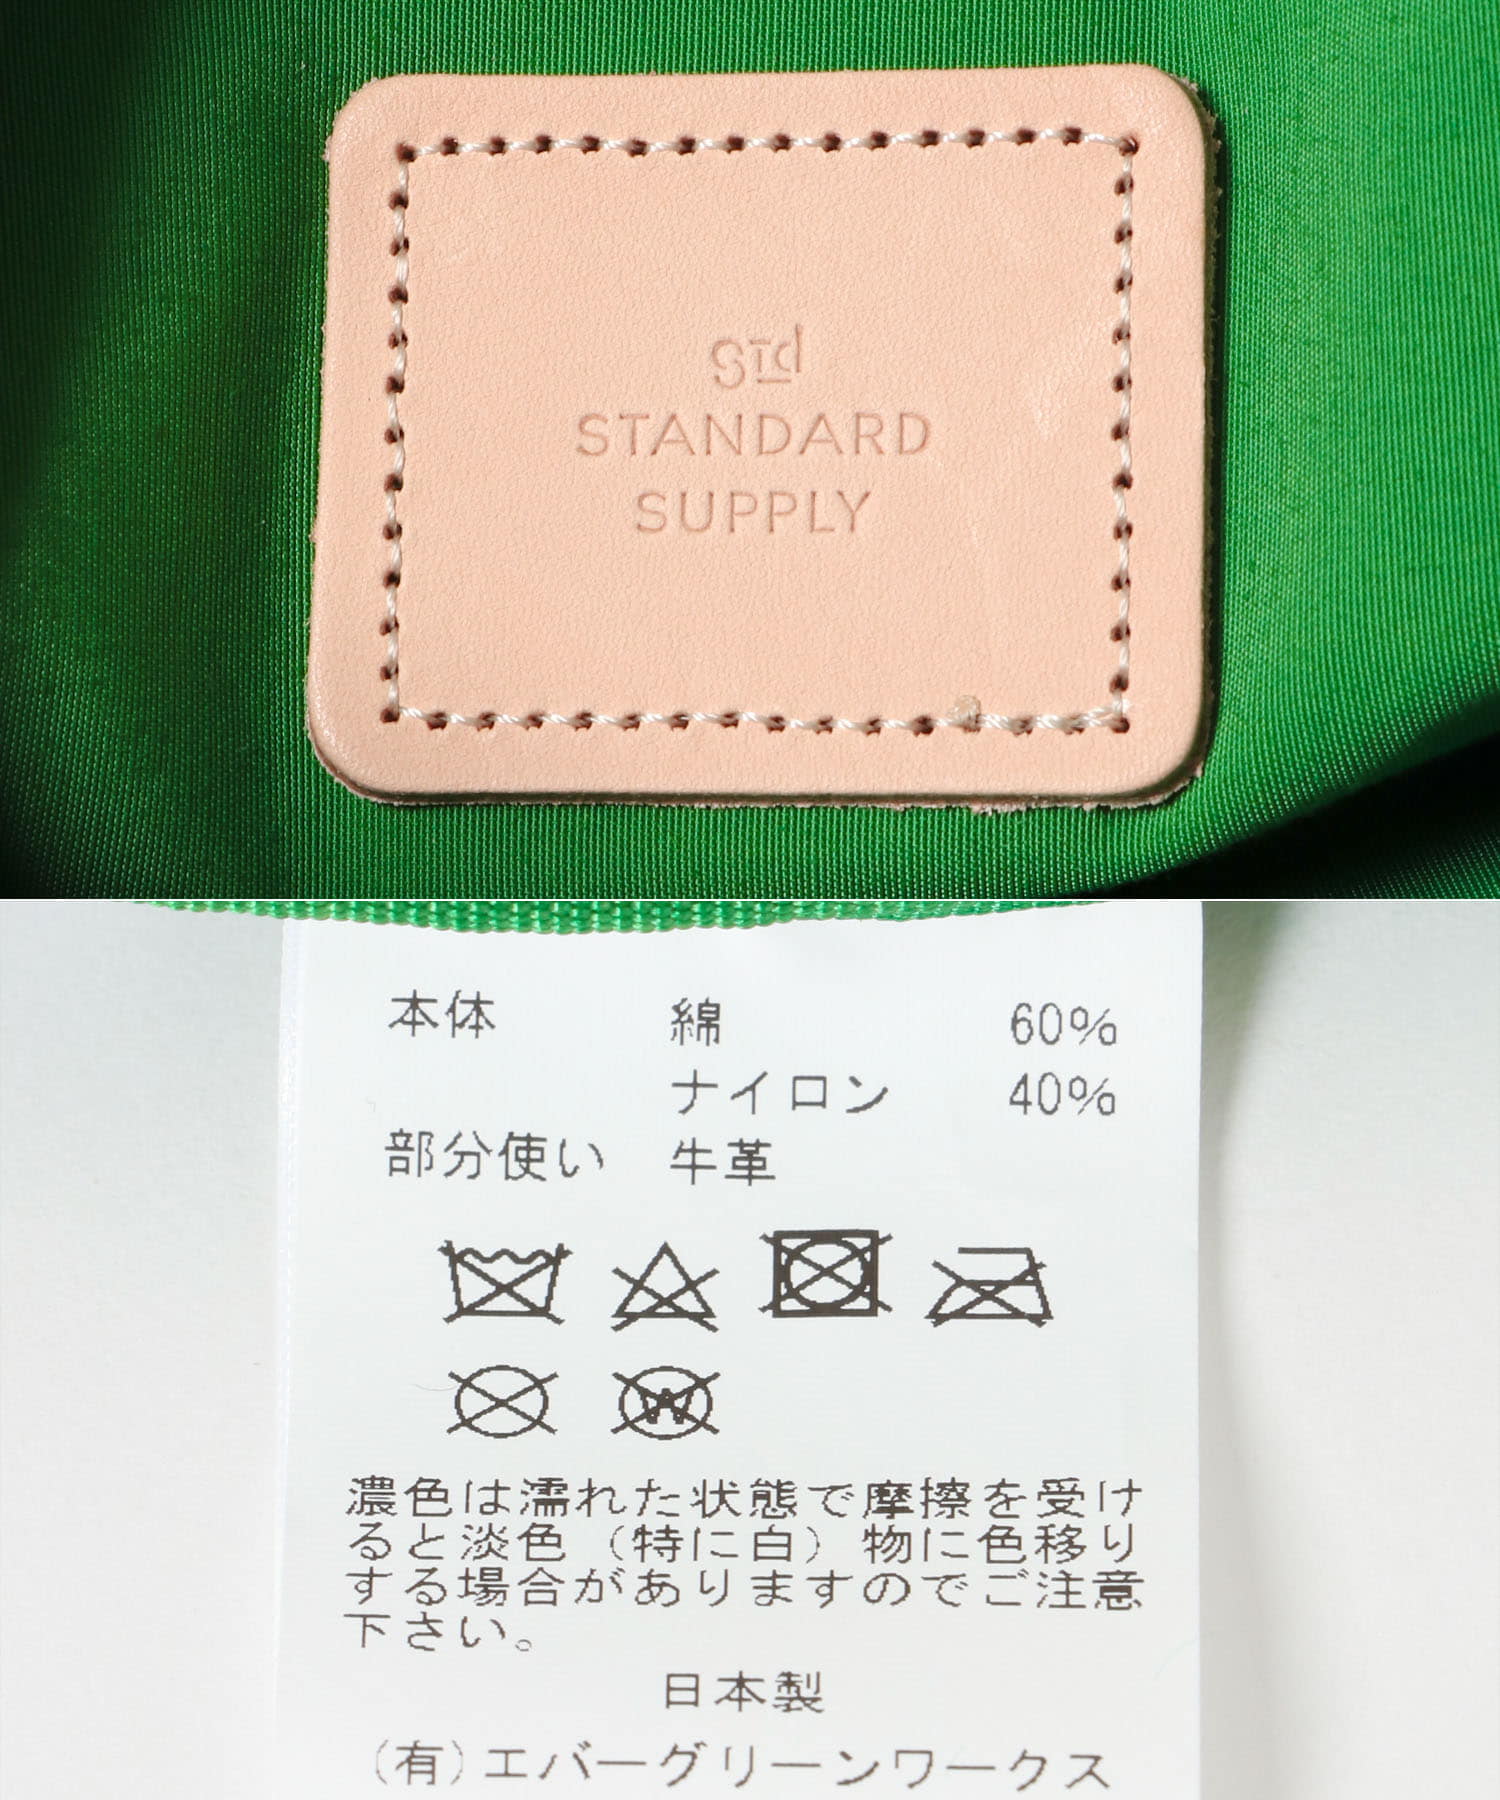 std
STANDARD
SUPPLY
本体 綿 60%
ナイロン 40%
部分使い 牛革
W
濃色は濡れた状態で摩擦を受け
ると淡色(特に白)物に色移り
する場合がありますのでご注意
下さい。
日本製
(有)エバーグリーンワークス